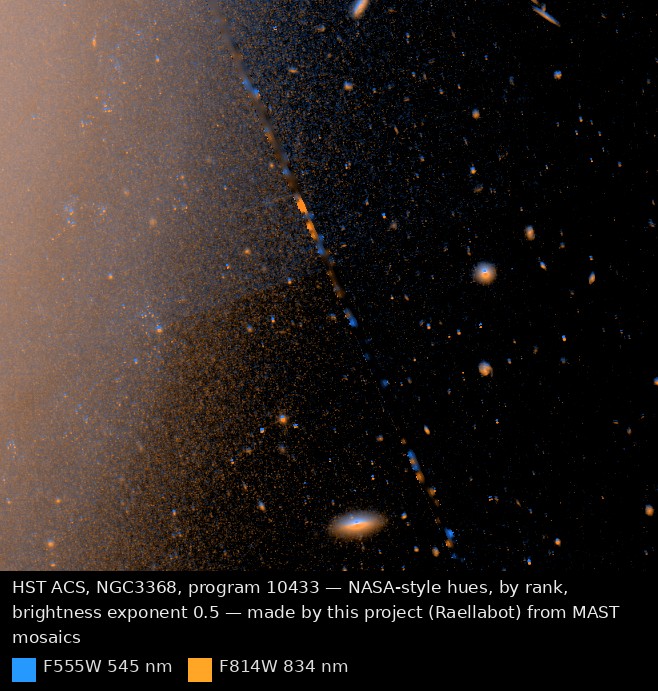 HST ACS, NGC3368, program 10433 — NASA-style hues, by rank,
brightness exponent 0.5 — made by this project (Raellabot) from MAST
mosaics
F555W 545 nm F814W 834 nm